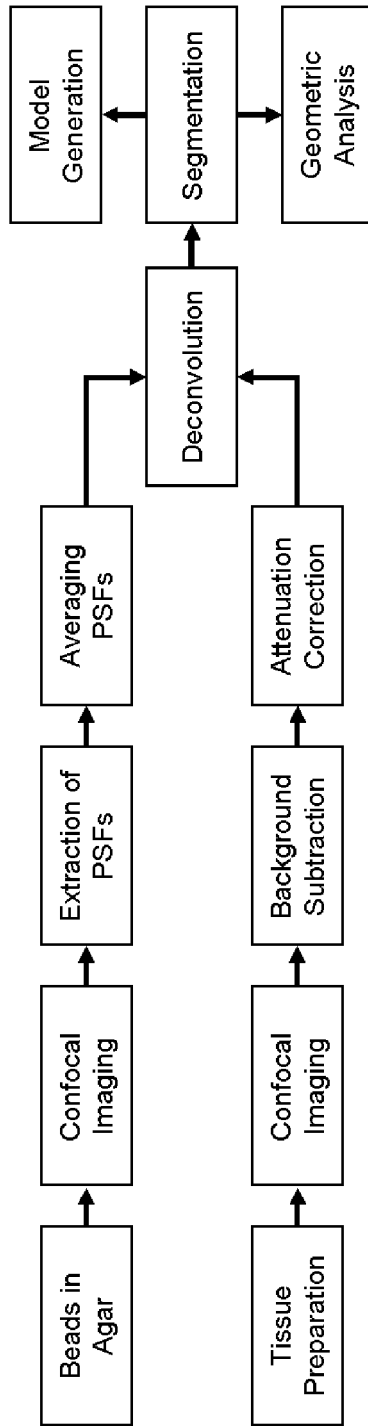 Beads in
Agar
Confocal
Imaging
Extraction of
PSFs
Averaging
PSFs
Tissue
Preparation
Confocal
Imaging
Background
Subtraction
Attenuation
Correction
Deconvolution
Segmentation
Model
Generation
Geometric
Analysis